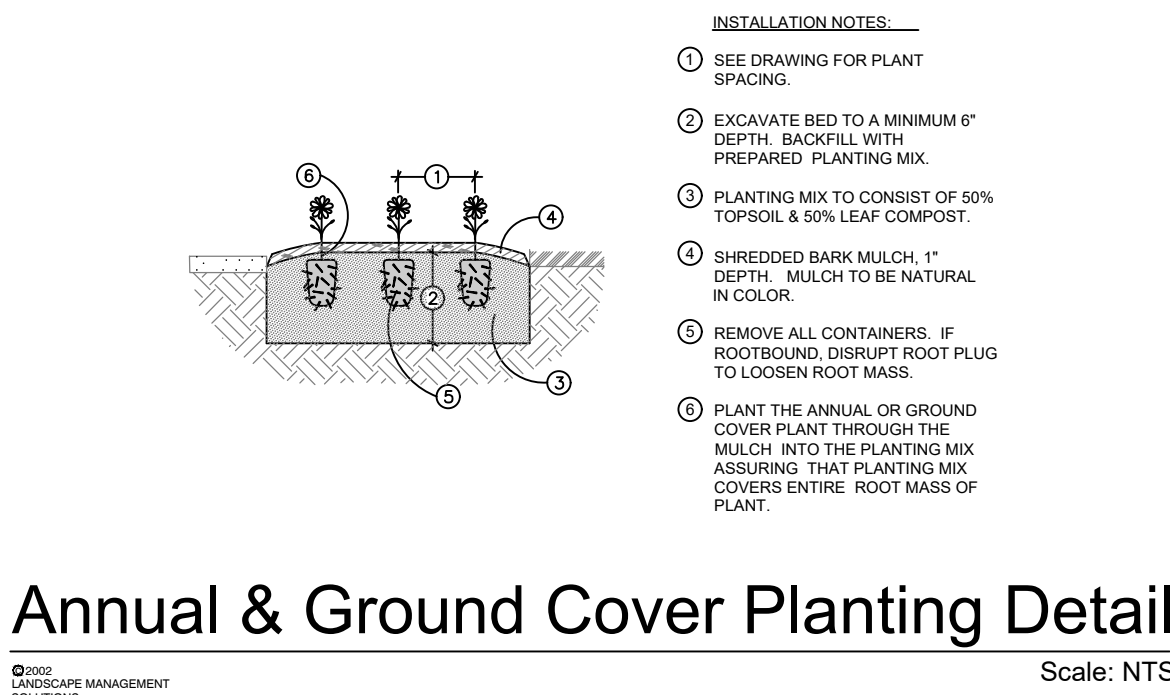 INSTALLATION NOTES:
1 SEE DRAWING FOR PLANT
SPACING.
2 EXCAVATE BED TO A MINIMUM 6"
DEPTH. BACKFILL WITH
PREPARED PLANTING MIX.
3 PLANTING MIX TO CONSIST OF 50%
TOPSOIL & 50% LEAF COMPOST.
4 SHREDDED BARK MULCH, 1"
DEPTH. MULCH TO BE NATURAL
IN COLOR.
5 REMOVE ALL CONTAINERS. IF
ROOTBOUND, DISRUPT ROOT PLUG
TO LOOSEN ROOT MASS.
6 PLANT THE ANNUAL OR GROUND
COVER PLANT THROUGH THE
MULCH INTO THE PLANTING MIX
ASSURING THAT PLANTING MIX
COVERS ENTIRE ROOT MASS OF
PLANT.
6
1
4
2
3
5
Annual & Ground Cover Planting Detail
Scale: NTS
©2002
LANDSCAPE MANAGEMENT
SOLUTIONS